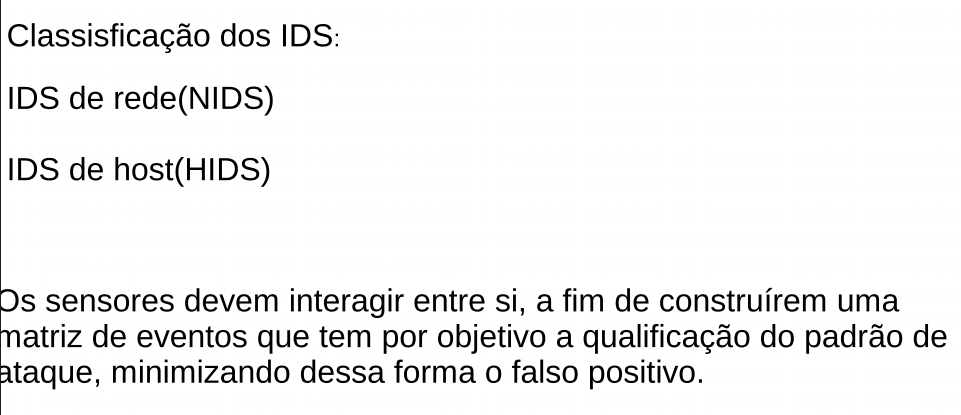 Classisficação dos IDS:
IDS de rede(NIDS)
IDS de host(HIDS)
Os sensores devem interagir entre si, a fim de construírem uma
matriz de eventos que tem por objetivo a qualificação do padrão de
ataque, minimizando dessa forma o falso positivo.